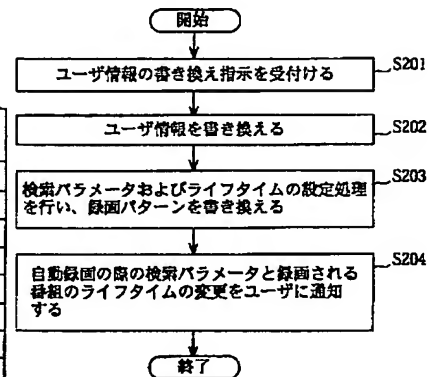 開始
ユーザ情報の書き換え指示を受付ける
S201
ユーザ情報を書き換える
S202
検索パラメータおよびライフタイムの設定処理
を行い、録画パターンを書き換える
S203
自動録画の際の検索パラメータと録画される
番組のライフタイムの変更をユーザに通知
する
S204
終了